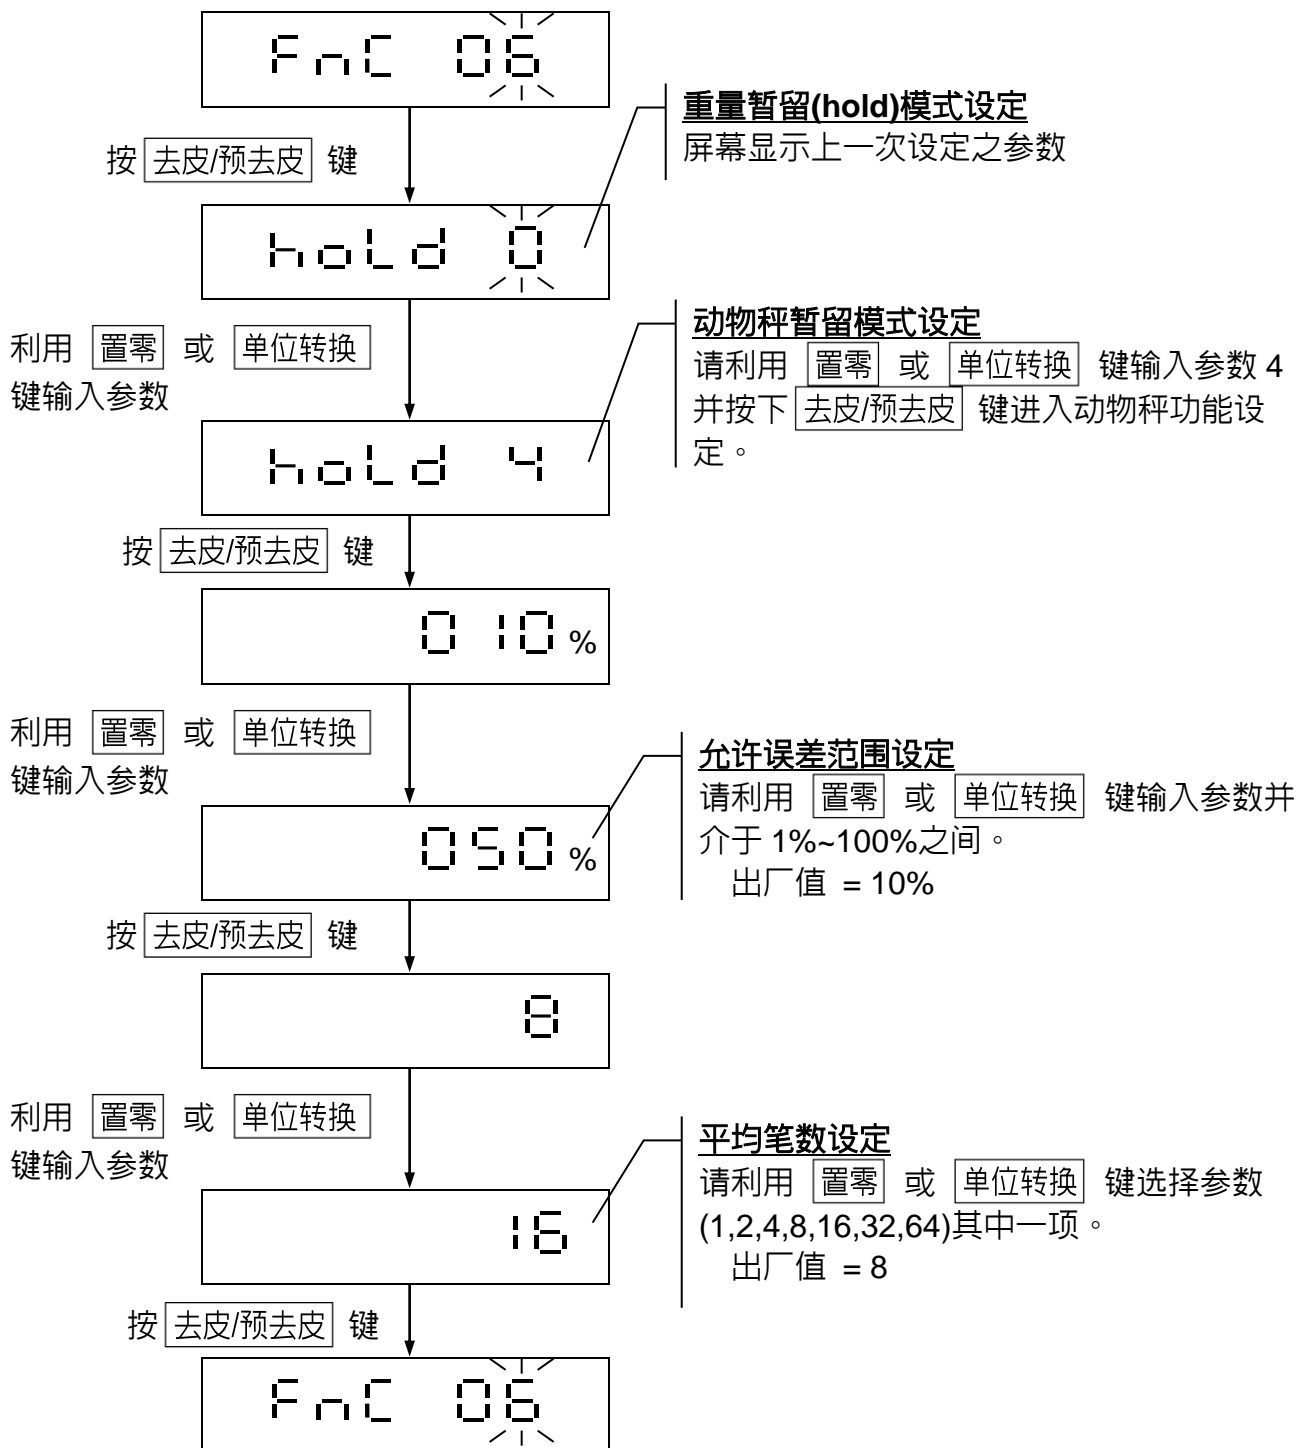 FnC 06
重量暂留(hold)模式设定
屏幕显示上一次设定之参数
按 去皮/预去皮 键
hoLd 0
动物秤暂留模式设定
利用 置零 或 单位转换
键输入参数
请利用 置零 或 单位转换 键输入参数 4
并按下 去皮/预去皮 键进入动物秤功能设
定。
hoLd 4
按 去皮/预去皮 键
010 %
利用 置零 或 单位转换
键输入参数
允许误差范围设定
请利用 置零 或 单位转换 键输入参数并
介于 1%~100%之间。
出厂值 = 10%
050 %
按 去皮/预去皮 键
8
利用 置零 或 单位转换
键输入参数
平均笔数设定
请利用 置零 或 单位转换 键选择参数
(1,2,4,8,16,32,64)其中一项。
出厂值 = 8
16
按 去皮/预去皮 键
FnC 06